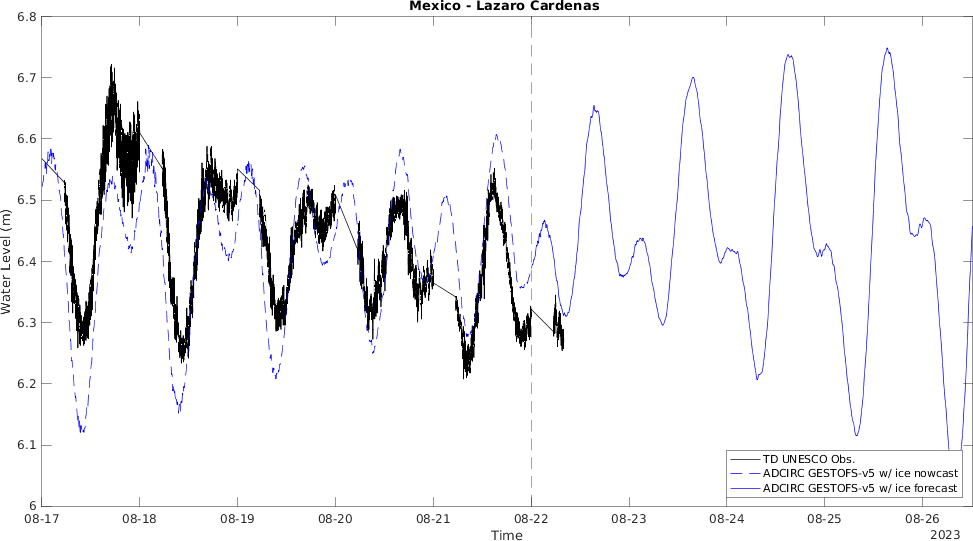 Mexico - Lazaro Cardenas
6.8
6.7
6.6
6.5
6.4
6.3
6.2
6.1
6
Water Level (m)
08-17 08-18 08-19 08-20 08-21 08-22 08-23 08-24 08-25 08-26
Time
2023
TD UNESCO Obs.
ADCIRC GESTOFS-v5 w/ ice nowcast
ADCIRC GESTOFS-v5 w/ ice forecast